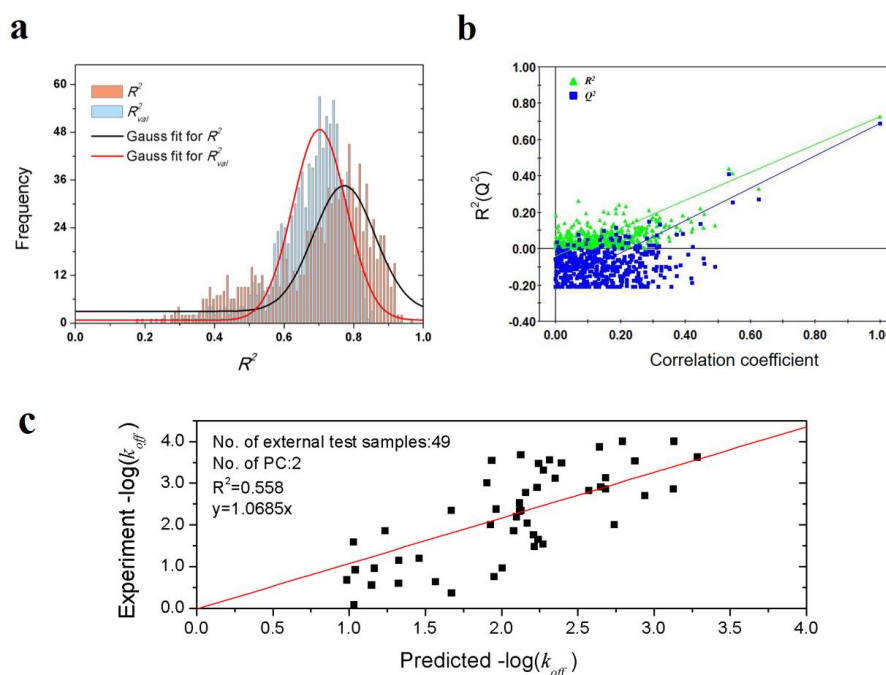 a
60
48
36
24
12
0
Frequency
R²
R²val
Gauss fit for R²
Gauss fit for R²val
0.0 0.2 0.4 0.6 0.8 1.0
R²
b
1.00
0.80
0.60
0.40
0.20
0.00
-0.20
-0.40
R²(Q²)
R²
Q²
0.00 0.20 0.40 0.60 0.80 1.00
Correlation coefficient
c
4.0
3.0
2.0
1.0
0.0
Experiment -log(koff)
No. of external test samples:49
No. of PC:2
R²=0.558
y=1.0685x
0.0 0.5 1.0 1.5 2.0 2.5 3.0 3.5 4.0
Predicted -log(koff)